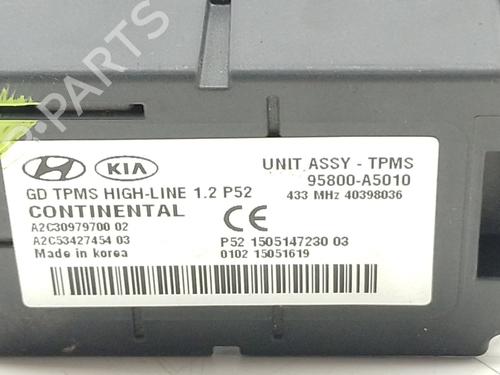 KIA
UNIT ASSY - TPMS
GD TPMS HIGH-LINE 1.2 P52
95800-A5010
CONTINENTAL
433 MHz 40398036
A2C30979700 02
CE
A2C53427454 03
P52 1505147230 03
Made in korea
0102 15051619